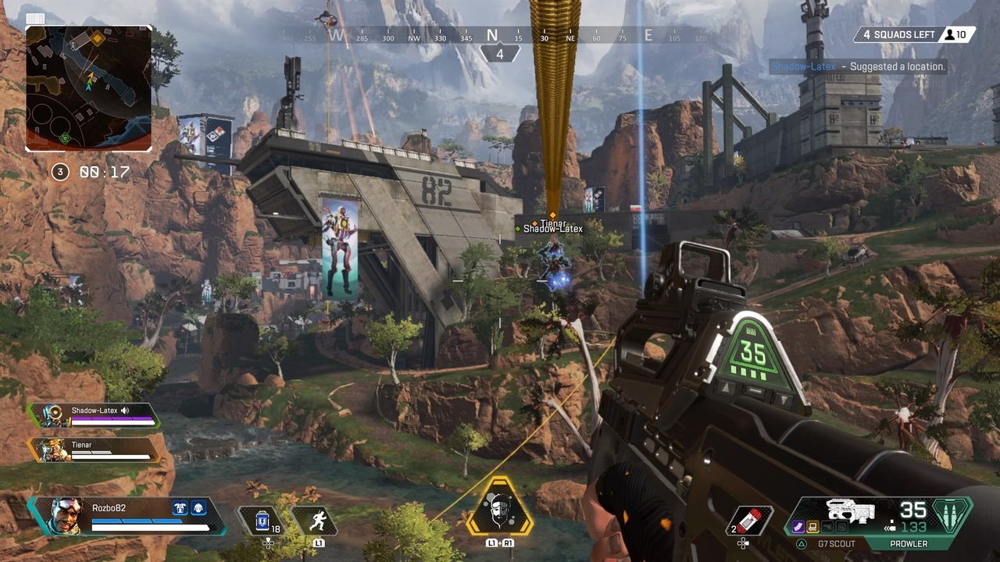 240 255 W 285 300 NW 330 345 N 15 30 NE 60 75 E 105 120
4
4 SQUADS LEFT 10
Shadow-Latex - Suggested a location.
3 00:17
82
Tienar
Shadow-Latex
35
Shadow-Latex
Tienar
Rozbo82
18
L1
L1 + R1
2
35
133
G7 SCOUT
PROWLER